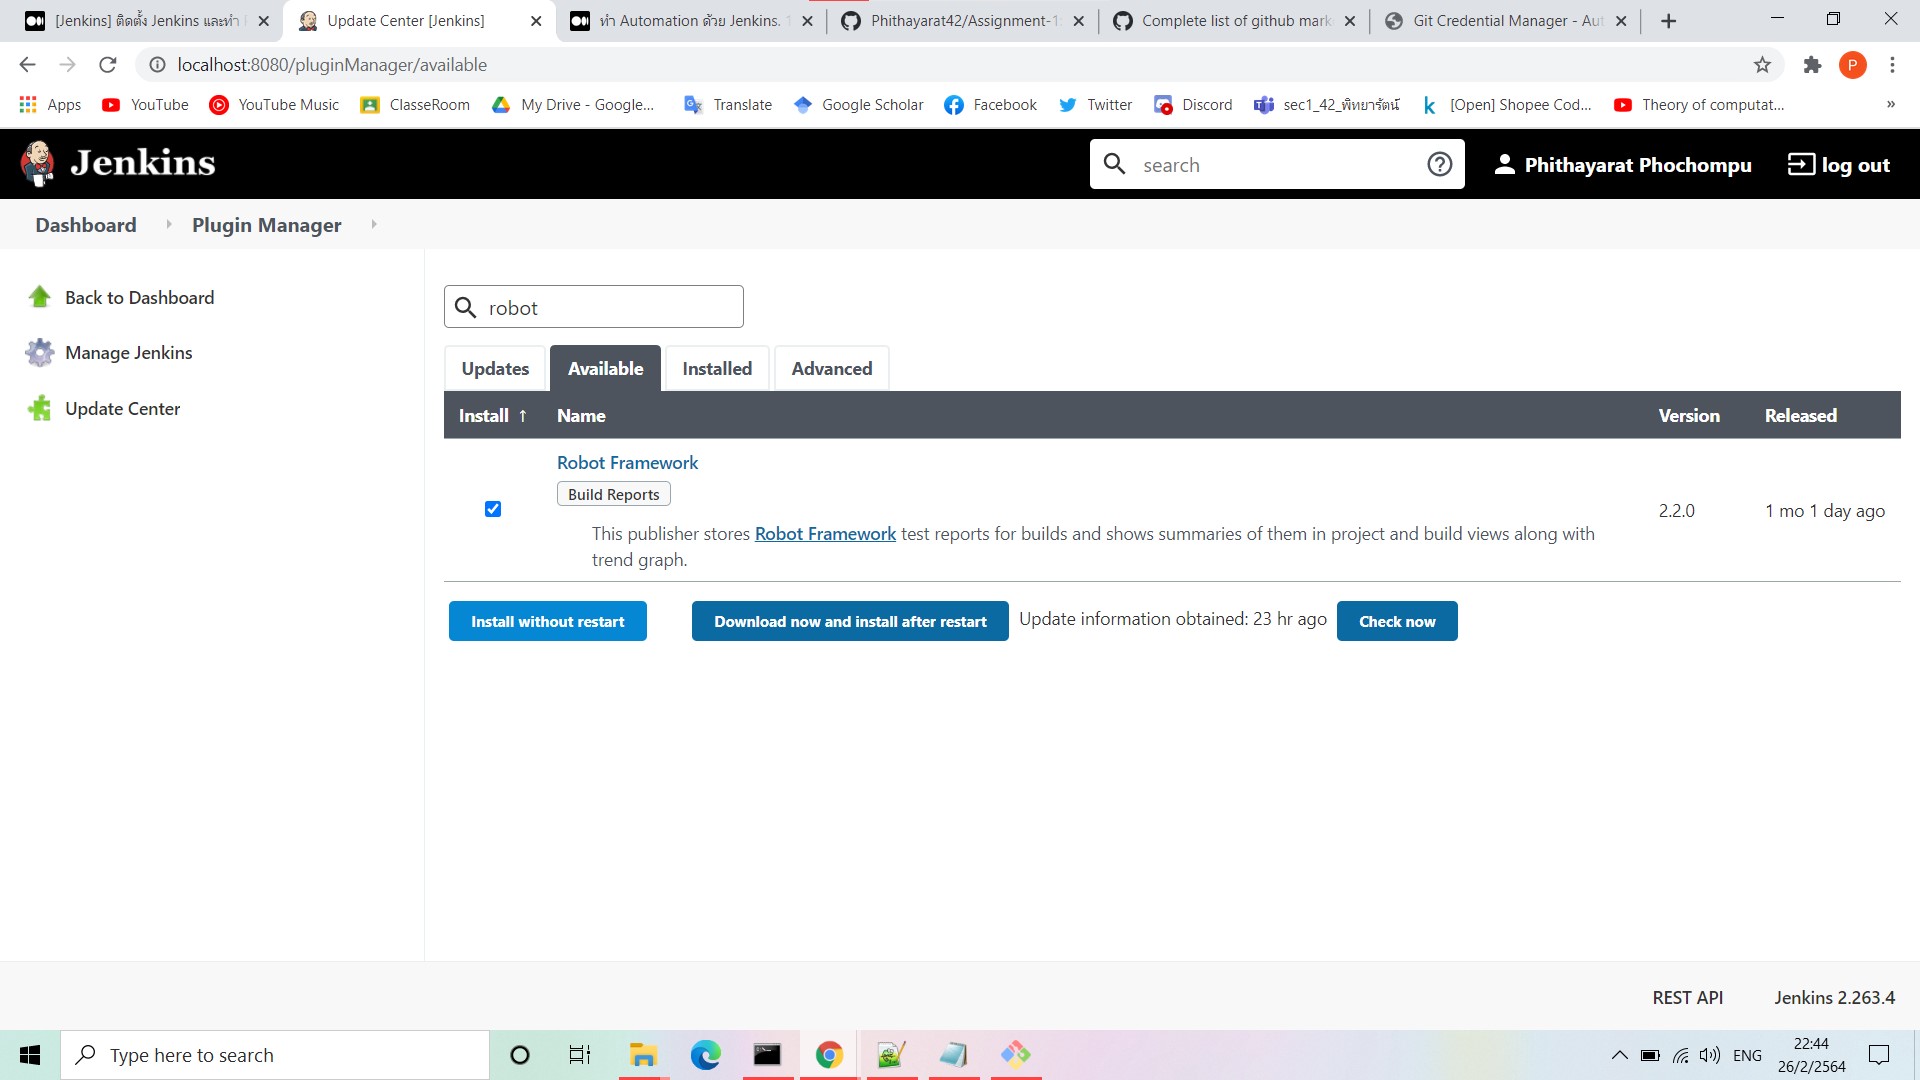 [Jenkins] ติดตั้ง Jenkins และทำ
Update Center [Jenkins]
ทำ Automation ด้วย Jenkins.
Phithayarat42/Assignment-1
Complete list of github mark
Git Credential Manager - Aut
localhost:8080/pluginManager/available
P
Apps
YouTube
YouTube Music
ClasseRoom
My Drive - Google...
Translate
Google Scholar
Facebook
Twitter
Discord
sec1_42_พิทยารัตน์
[Open] Shopee Cod...
Theory of computat...
»
Jenkins
search
Phithayarat Phochompu
log out
Dashboard
Plugin Manager
Back to Dashboard
Manage Jenkins
Update Center
robot
Updates
Available
Installed
Advanced
Install ↑
Name
Version
Released
Robot Framework
Build Reports
This publisher stores Robot Framework test reports for builds and shows summaries of them in project and build views along with
trend graph.
2.2.0
1 mo 1 day ago
Install without restart
Download now and install after restart
Update information obtained: 23 hr ago
Check now
REST API
Jenkins 2.263.4
Type here to search
ENG
22:44
26/2/2564